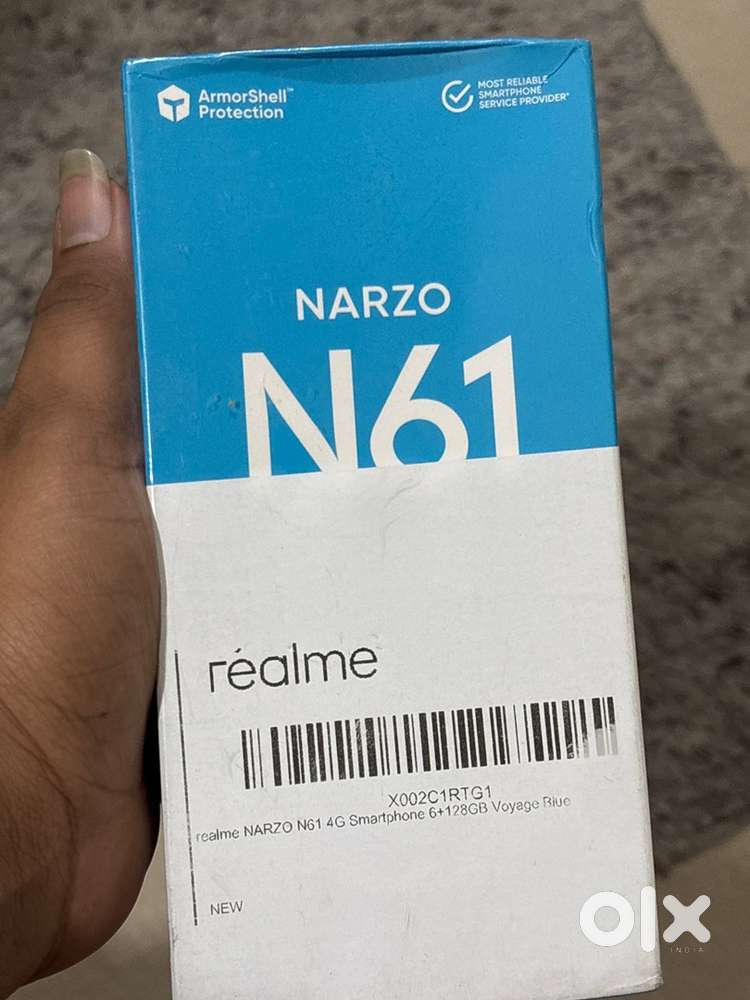 ArmorShell™
Protection
MOST RELIABLE
SMARTPHONE
SERVICE PROVIDER*
NARZO
N61
réalme
X002C1RTG1
realme NARZO N61 4G Smartphone 6+128GB Voyage Blue
NEW
olx
INDIA